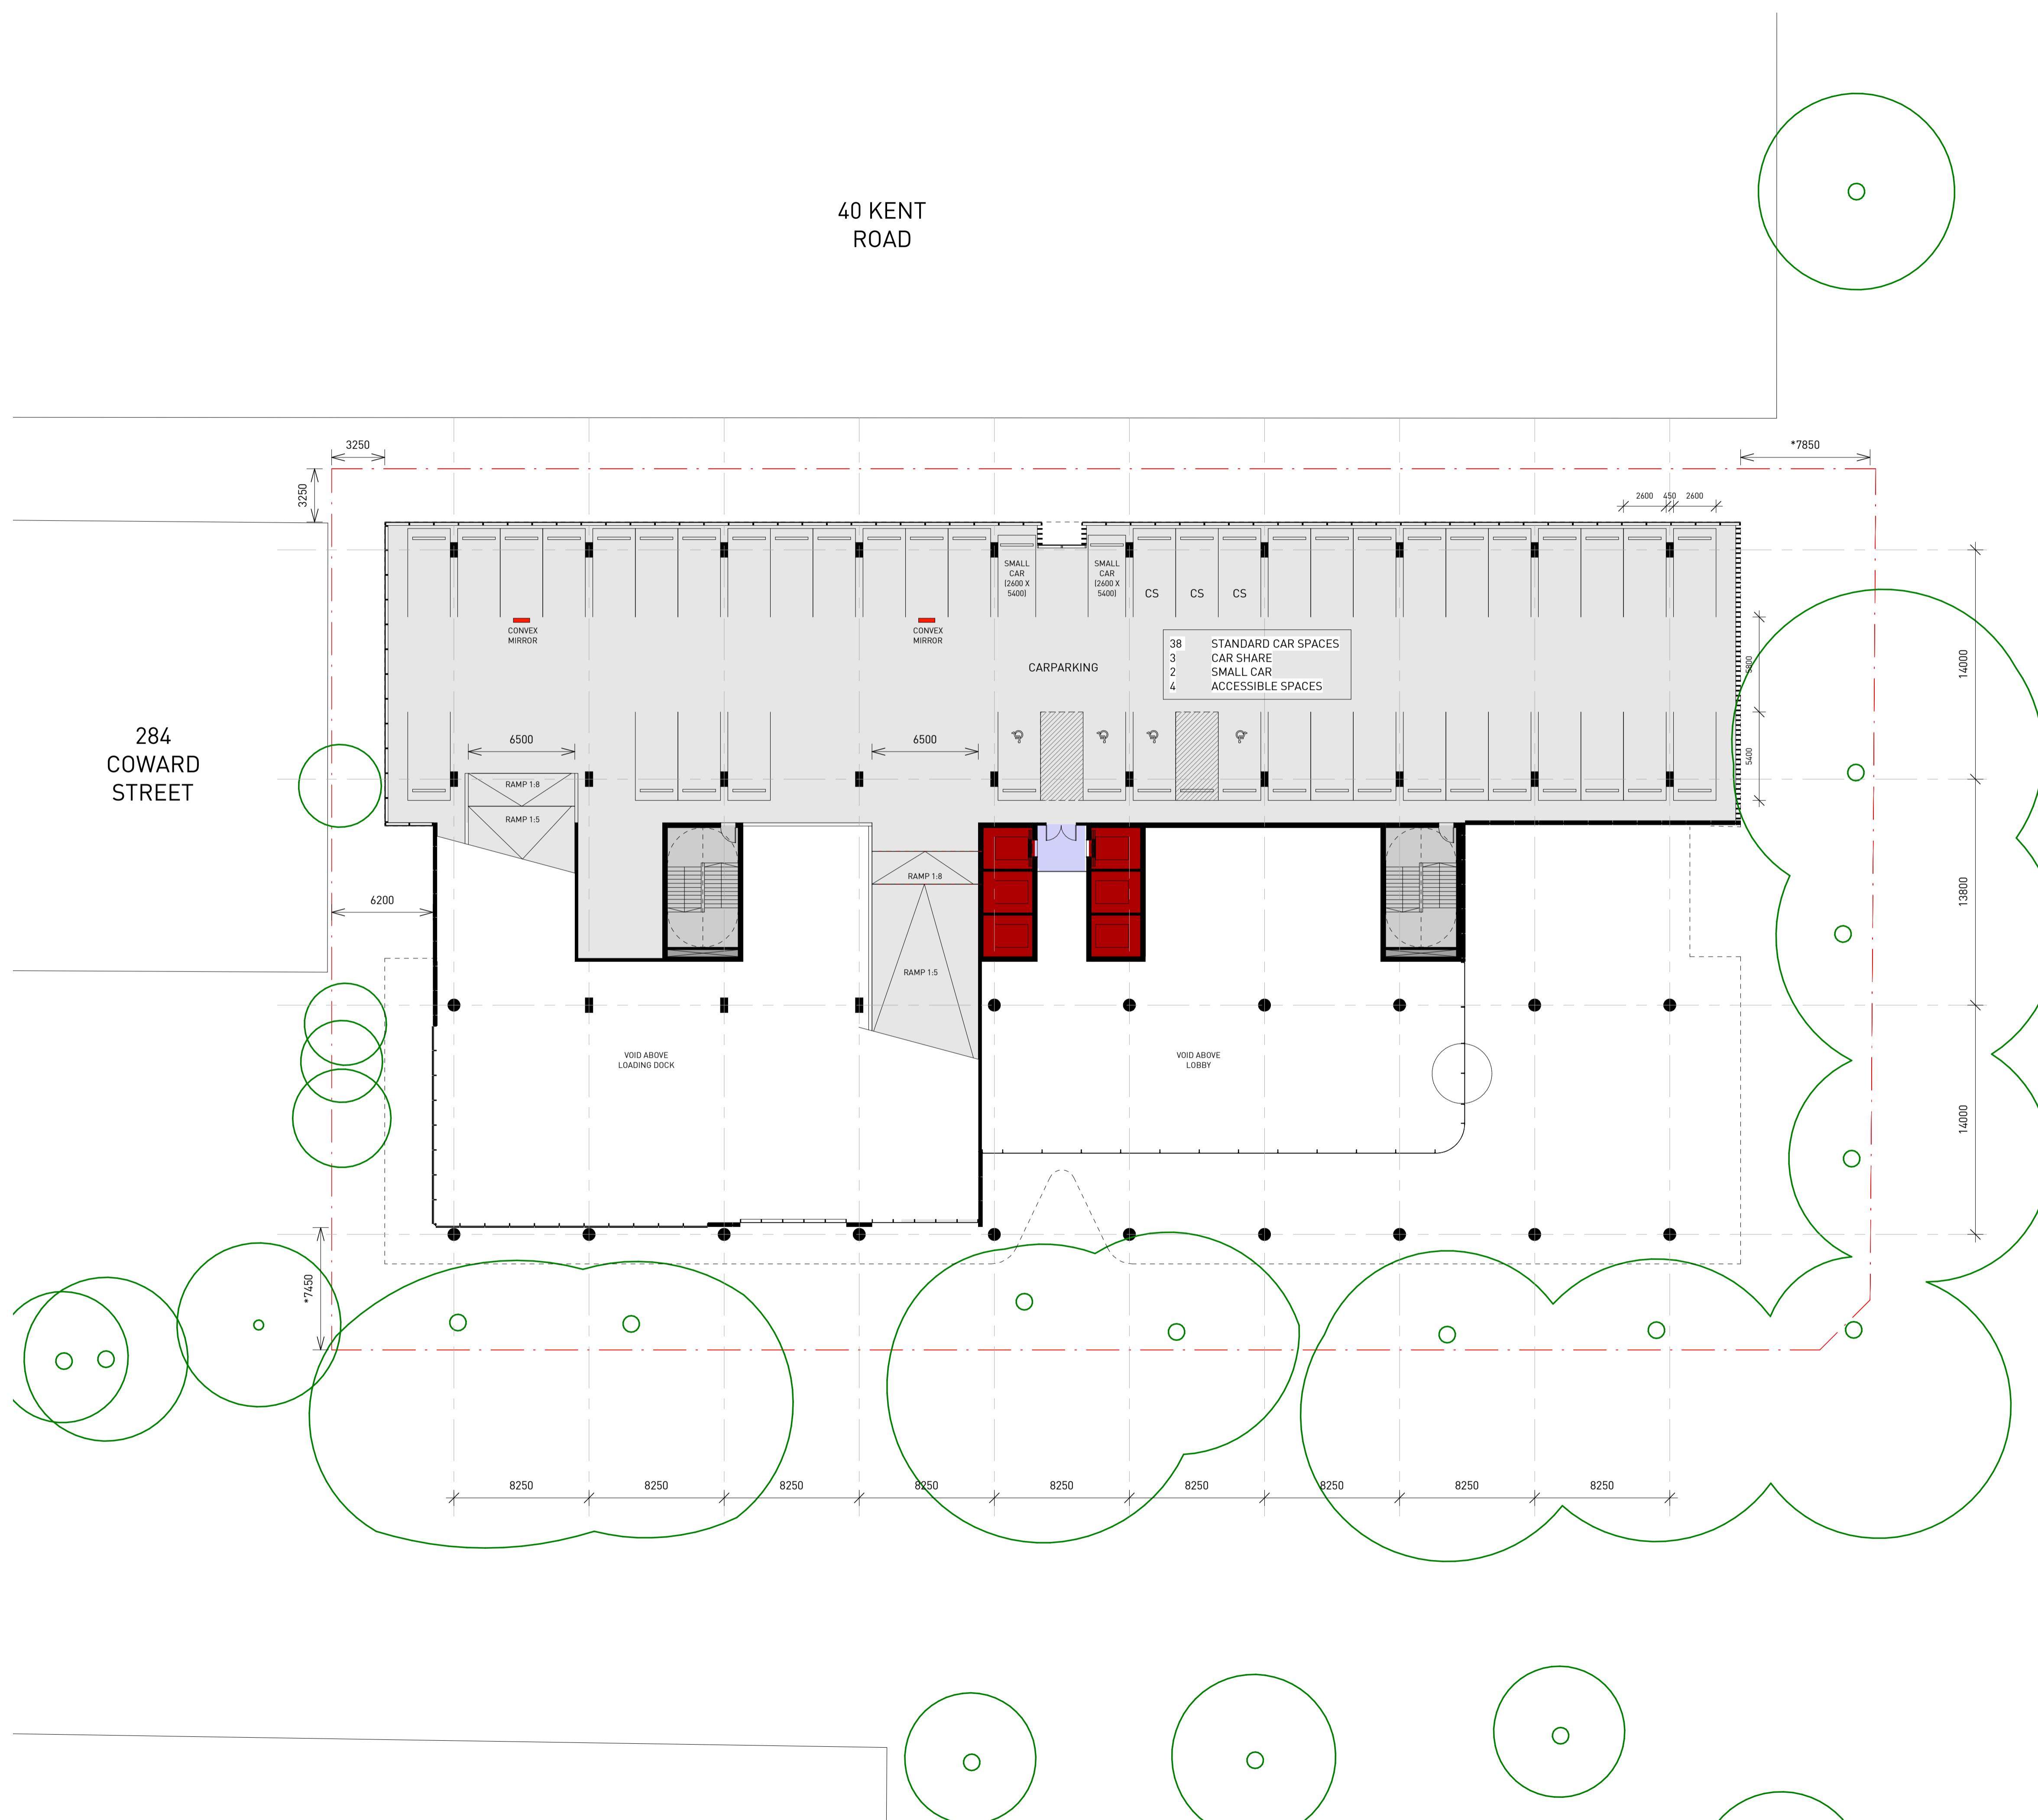 40 KENT
ROAD
3250
*7850
3250
2600
450
2600
SMALL
CAR
(2600 X
5400)
SMALL
CAR
(2600 X
5400)
CS
CS
CS
CONVEX
MIRROR
CONVEX
MIRROR
CARPARKING
38 STANDARD CAR SPACES
3 CAR SHARE
2 SMALL CAR
4 ACCESSIBLE SPACES
5800
14000
284
COWARD
STREET
6500
6500
5400
RAMP 1:8
RAMP 1:5
RAMP 1:8
6200
13800
RAMP 1:5
VOID ABOVE
LOADING DOCK
VOID ABOVE
LOBBY
14000
*7450
8250
8250
8250
8250
8250
8250
8250
8250
8250